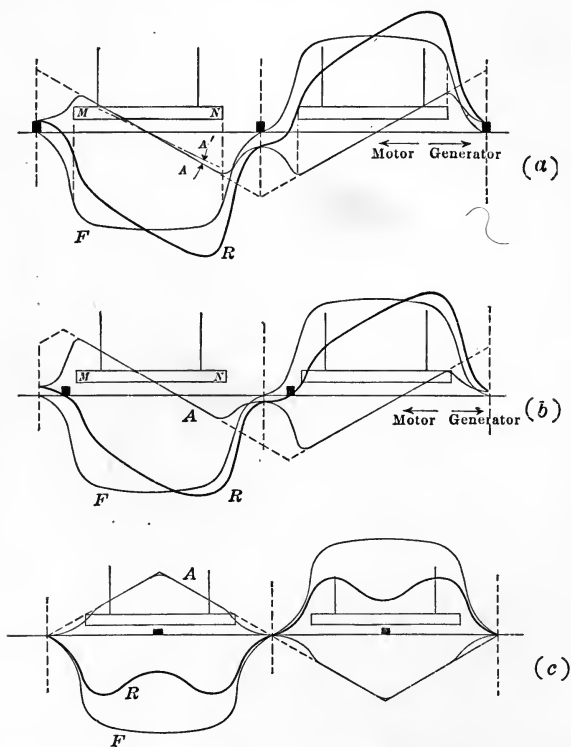 M N
A'
A
Motor Generator
(a)
F
R
M N
A
Motor Generator
(b)
F
R
A
(c)
R
F